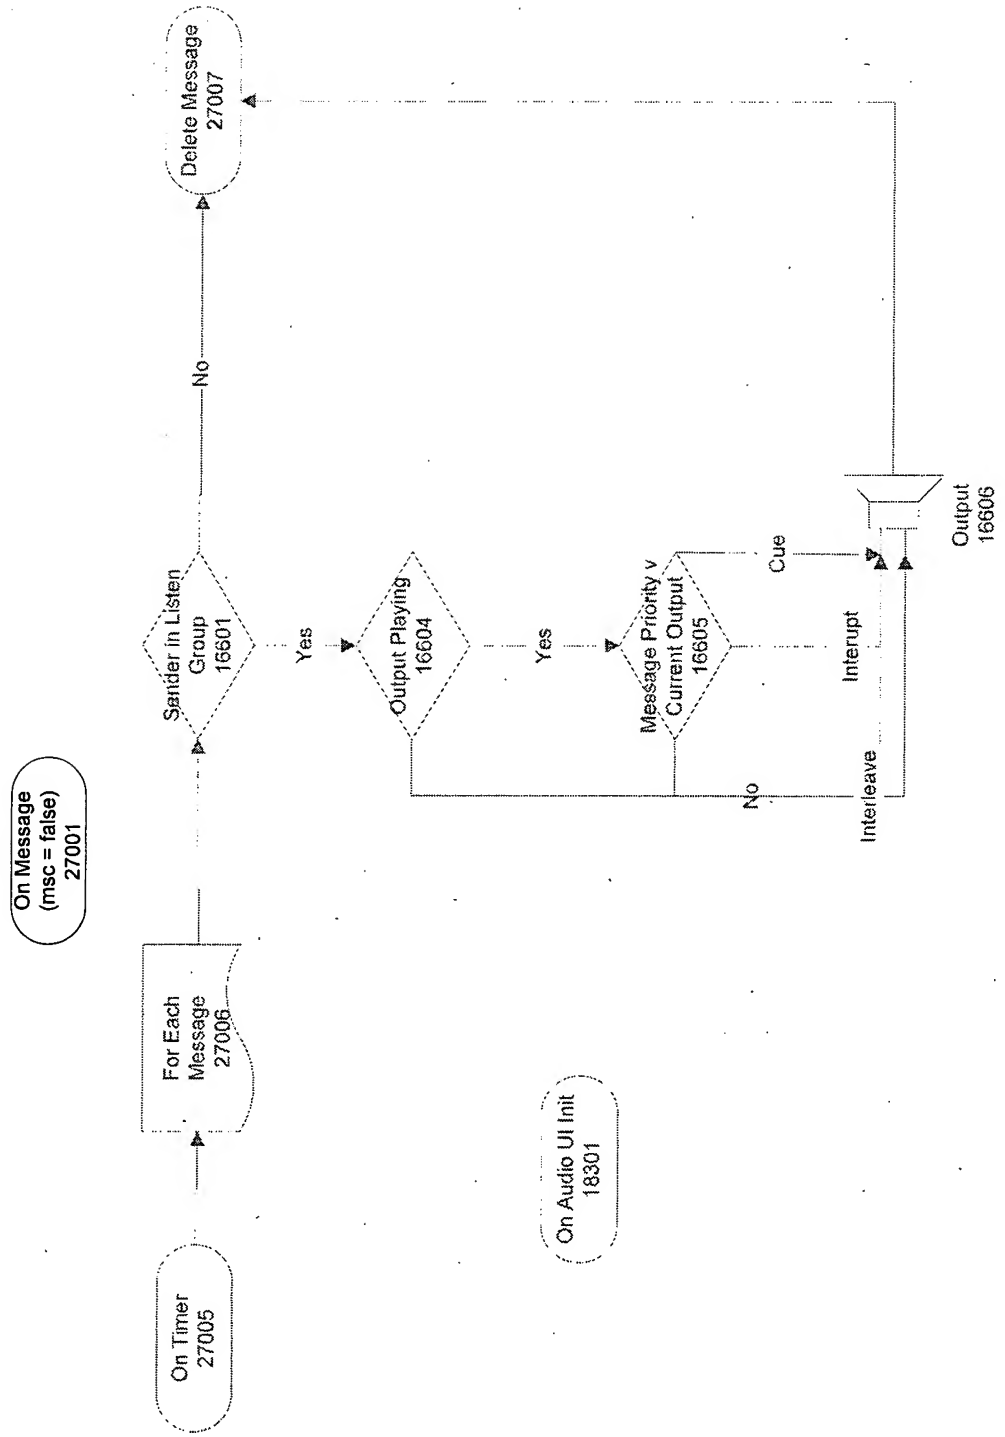 On Message
(msc = false)
27001
On Timer
27005
For Each
Message
27006
Sender in Listen
Group
16601
No
Delete Message
27007
Yes
Output Playing
16604
Yes
Message Priority v
Current Output
16605
No
Interleave
Interupt
Cue
Output
16606
On Audio UI Init
18301